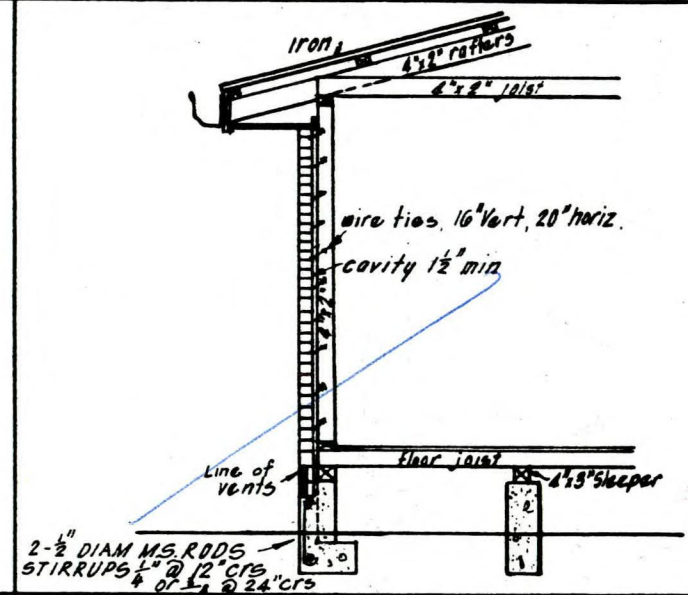 iron
4"x2" rafters
4"x 2" joist
wire ties, 16" Vert, 20" horiz.
cavity 1½" min
4"x2"
floor joist
Line of
vents
4"x3" Sleeper
2-½" DIAM M.S. RODS
STIRRUPS ¼" @ 12" crs
or @ 24" crs